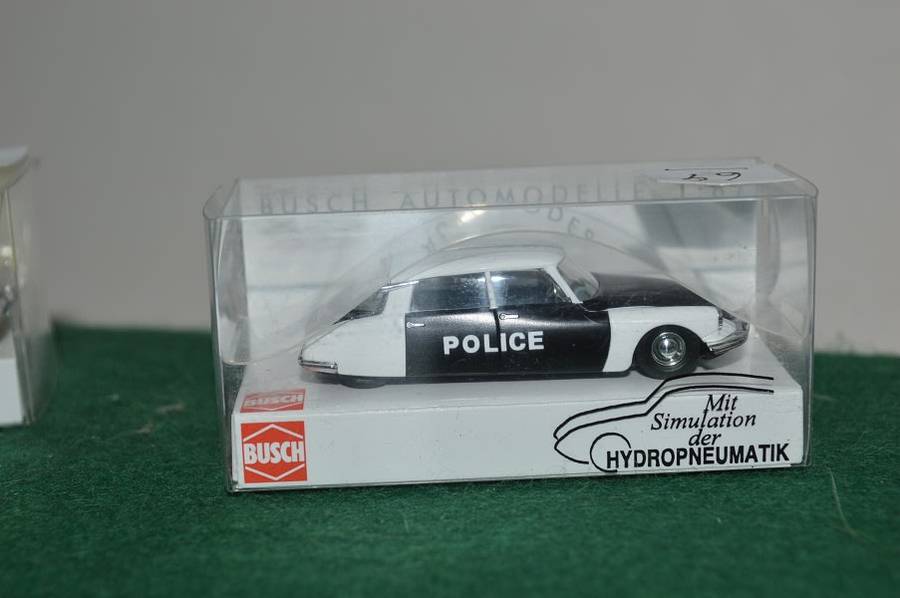 BUSCH AUTOMODELLE
POLICE
BUSCH
BUSCH
Mit
Simulation
der
HYDROPNEUMATIK